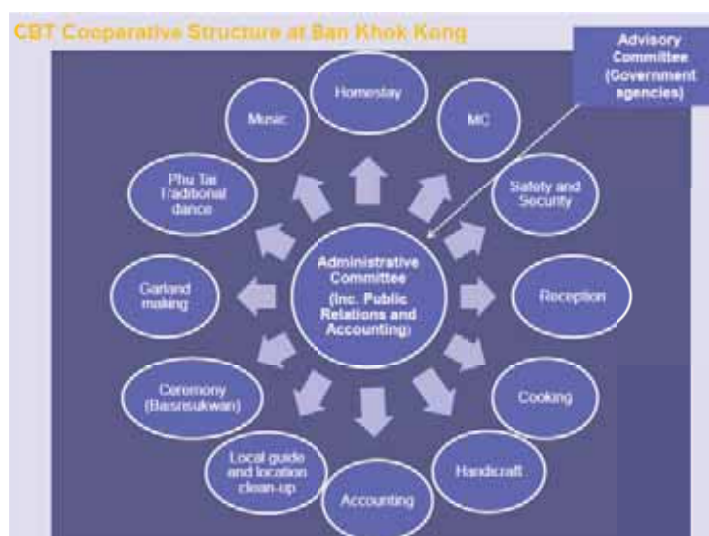 CBT Cooperative Structure at Ban Khok Kong
Advisory
Committee
(Government
agencies)
Homestay
Music
MC
Phu Tai
Traditional
dance
Safety and
Security
Administrative
Committee
(Inc. Public
Relations and
Accounting)
Garland
making
Reception
Ceremony
(Baisrisukwan)
Cooking
Local guide
and location
clean-up
Handicraft
Accounting